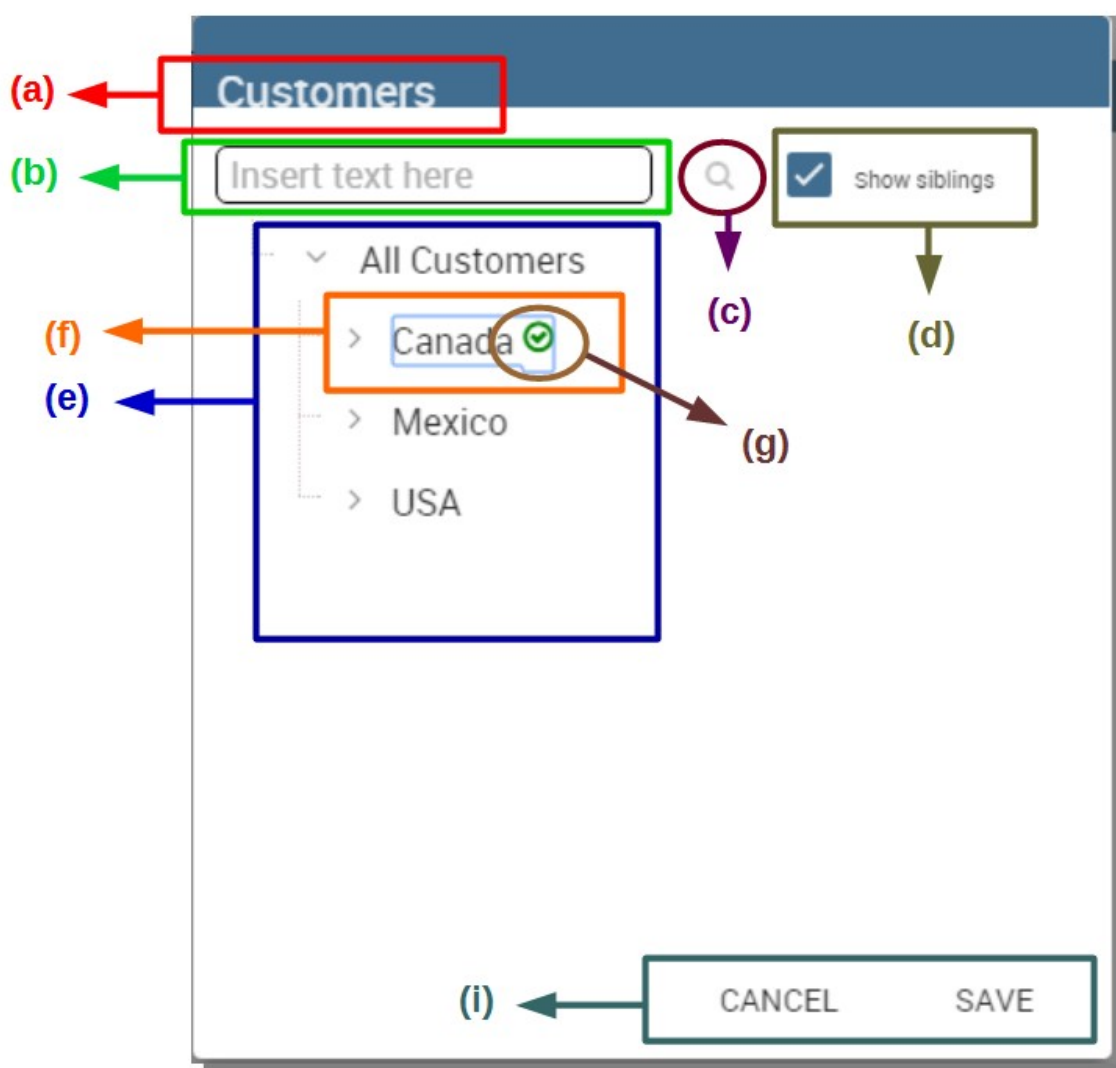 (a)
Customers
(b)
Insert text here
Show siblings
(c)
(d)
All Customers
(f)
Canada
(e)
Mexico
(g)
USA
(i)
CANCEL
SAVE